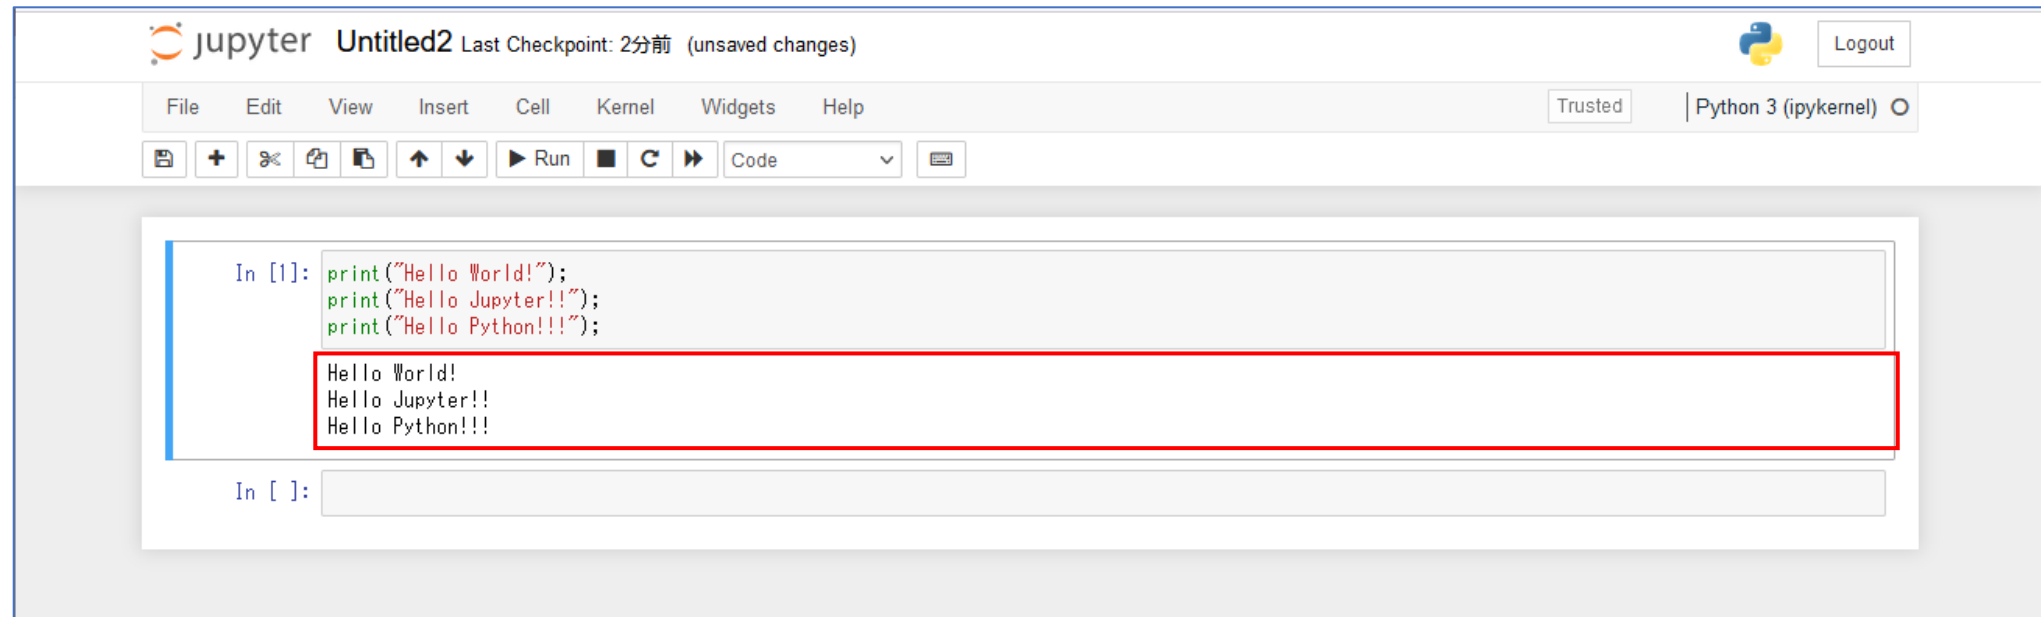 jupyter Untitled2 Last Checkpoint: 2分前 (unsaved changes) Logout
File Edit View Insert Cell Kernel Widgets Help Trusted Python 3 (ipykernel)
Run Code
In [1]: print("Hello World!");
print("Hello Jupyter!!");
print("Hello Python!!!");
Hello World!
Hello Jupyter!!
Hello Python!!!
In [ ]: